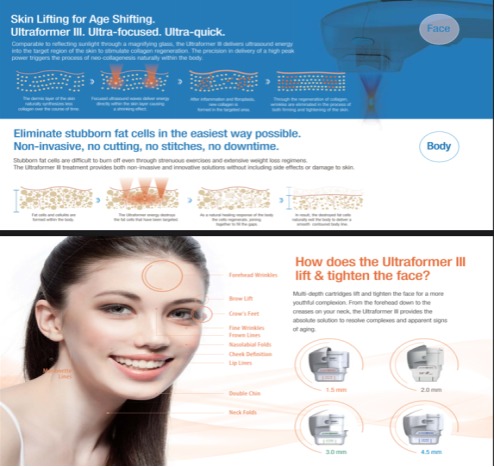 Skin Lifting for Age Shifting.
Ultraformer III. Ultra-focused. Ultra-quick.
Comparable to reflecting sunlight through a magnifying glass, the Ultraformer III delivers ultrasound energy
into the target region of the skin to stimulate collagen regeneration. The precision in delivery of a high peak
power triggers the process of neo-collagenesis naturally within the body.
Face
The dermis layer of the skin
naturally synthesizes less
collagen over the course of time.
Focused ultrasound waves deliver energy
directly within the skin layer causing
a shrinking effect.
After inflammation and fibroplasia,
new collagen is
formed in the targeted area.
Through the regeneration of collagen,
wrinkles are eliminated in the process of
both firming and tightening of the skin.
Eliminate stubborn fat cells in the easiest way possible.
Non-invasive, no cutting, no stitches, no downtime.
Body
Stubborn fat cells are difficult to burn off even through strenuous exercises and extensive weight loss regimens.
The Ultraformer III treatment provides both non-invasive and innovative solutions without including side effects or damage to skin.
Fat cells and cellulite are
formed within the body.
The Ultraformer energy destroys
the fat cells that have been targeted.
As a natural healing response of the body
the cells regenerate, joining
together to fill the gaps.
In result, the destroyed fat cells
naturally exit the body to deliver a
smooth, contoured body line.
How does the Ultraformer III
lift & tighten the face?
Multi-depth cartridges lift and tighten the face for a more
youthful complexion. From the forehead down to the
creases on your neck, the Ultraformer III provides the
absolute solution to resolve complexes and apparent signs
of aging.
Forehead Wrinkles
Brow Lift
Crow's Feet
Fine Wrinkles
Frown Lines
Nasolabial Folds
Cheek Definition
Lip Lines
Marionette
Lines
Double Chin
Neck Folds
1.5 mm
2.0 mm
3.0 mm
4.5 mm